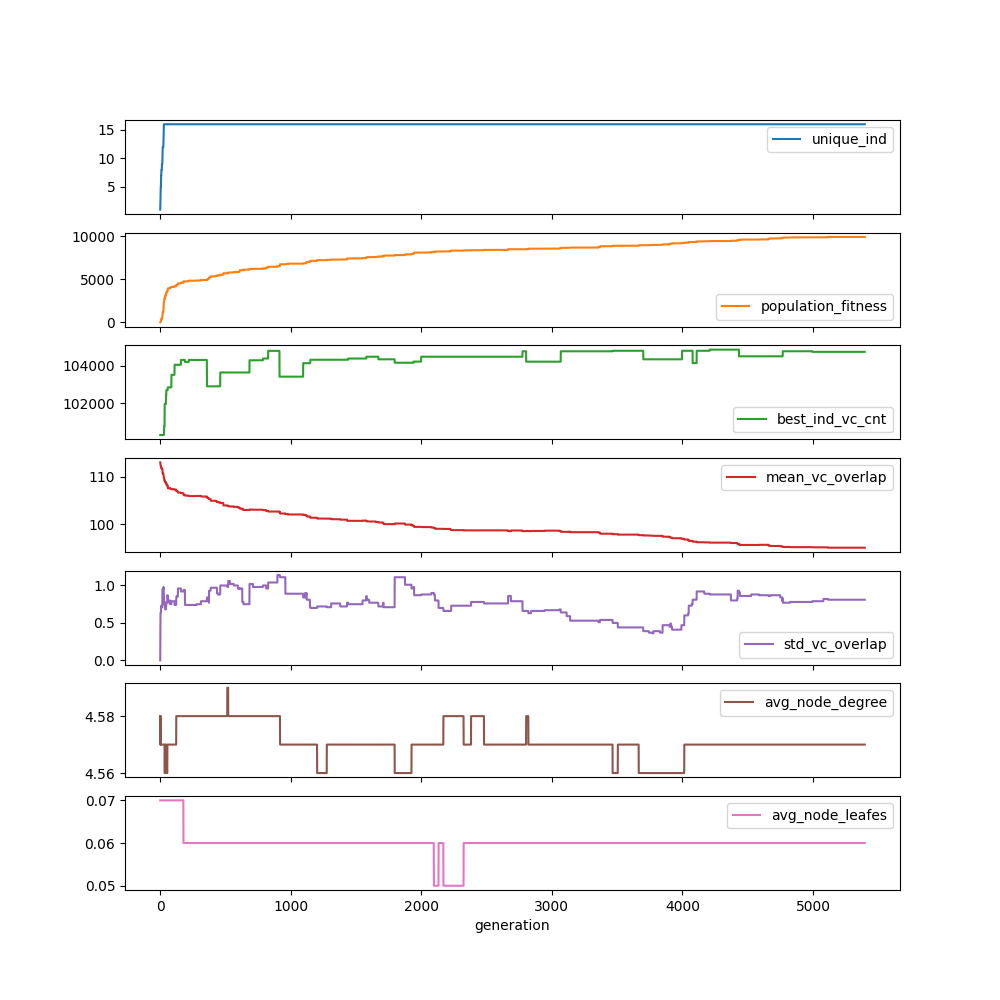 15
10
5
unique_ind
10000
5000
0
population_fitness
104000
102000
best_ind_vc_cnt
110
100
mean_vc_overlap
1.0
0.5
0.0
std_vc_overlap
4.58
4.56
avg_node_degree
0.07
0.06
0.05
avg_node_leafes
0 1000 2000 3000 4000 5000
generation